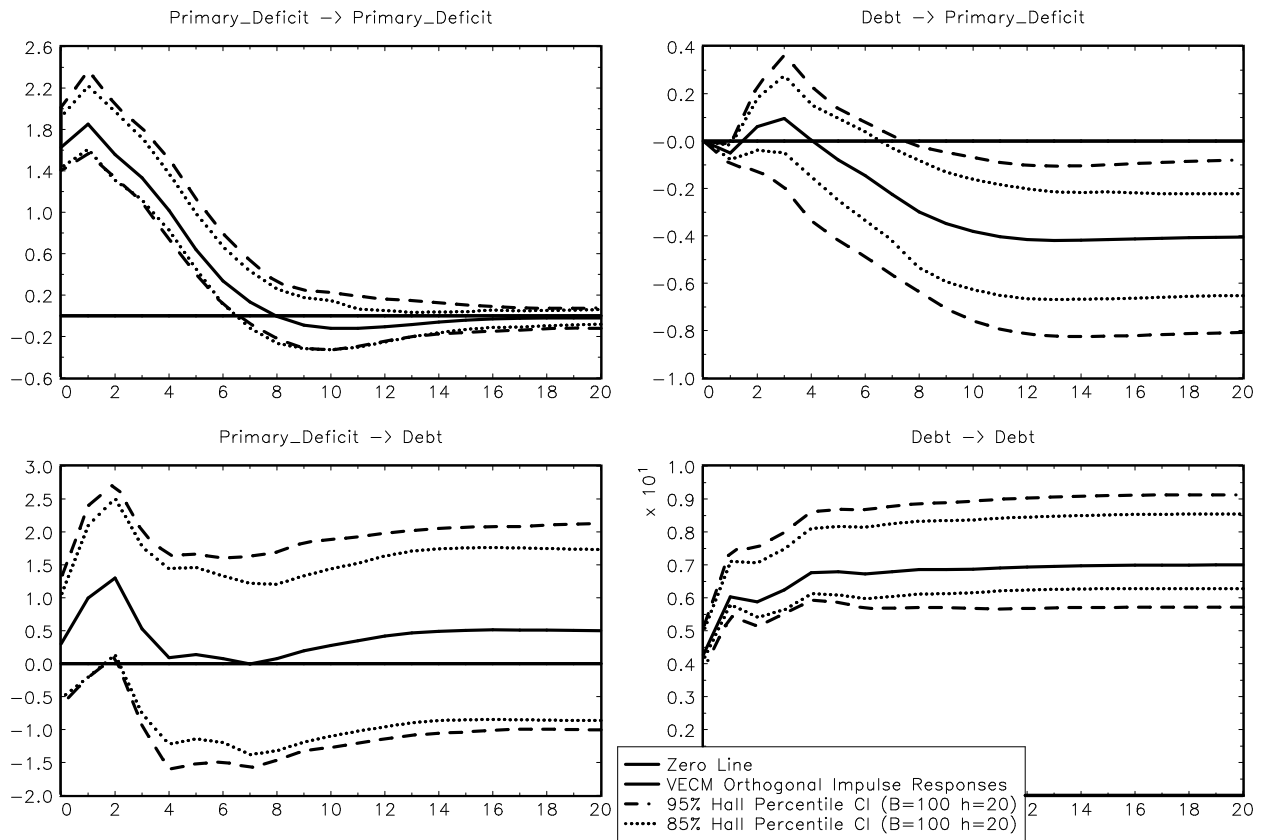 Primary_Deficit -> Primary_Deficit
2.6
2.2
1.8
1.4
1.0
0.6
0.2
-0.2
-0.6
0 2 4 6 8 10 12 14 16 18 20
Debt -> Primary_Deficit
0.4
0.2
-0.0
-0.2
-0.4
-0.6
-0.8
-1.0
0 2 4 6 8 10 12 14 16 18 20
Primary_Deficit -> Debt
3.0
2.5
2.0
1.5
1.0
0.5
0.0
-0.5
-1.0
-1.5
-2.0
0 2 4 6 8 10 12 14 16 18 20
Debt -> Debt
x 10¹
1.0
0.9
0.8
0.7
0.6
0.5
0.4
0.3
0.2
12 14 16 18 20
Zero Line
VECM Orthogonal Impulse Responses
95% Hall Percentile CI (B=100 h=20)
85% Hall Percentile CI (B=100 h=20)